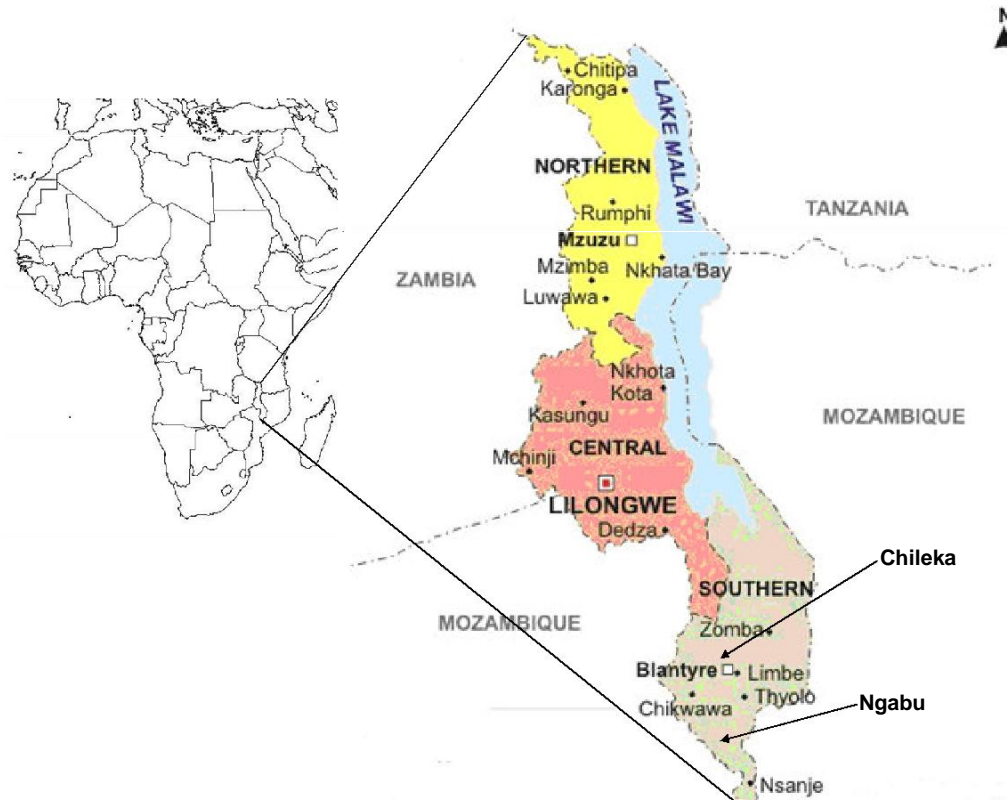 N
Chitipa
Karonga
LAKE MALAWI
NORTHERN
Rumphi
TANZANIA
Mzuzu
ZAMBIA
Mzimba
Nkhata Bay
Luwawa
Nkhota
Kota
Kasungu
MOZAMBIQUE
CENTRAL
Mchinji
LILONGWE
Dedza
Chileka
SOUTHERN
MOZAMBIQUE
Zomba
Blantyre
Limbe
Thyolo
Chikwawa
Ngabu
Nsanje